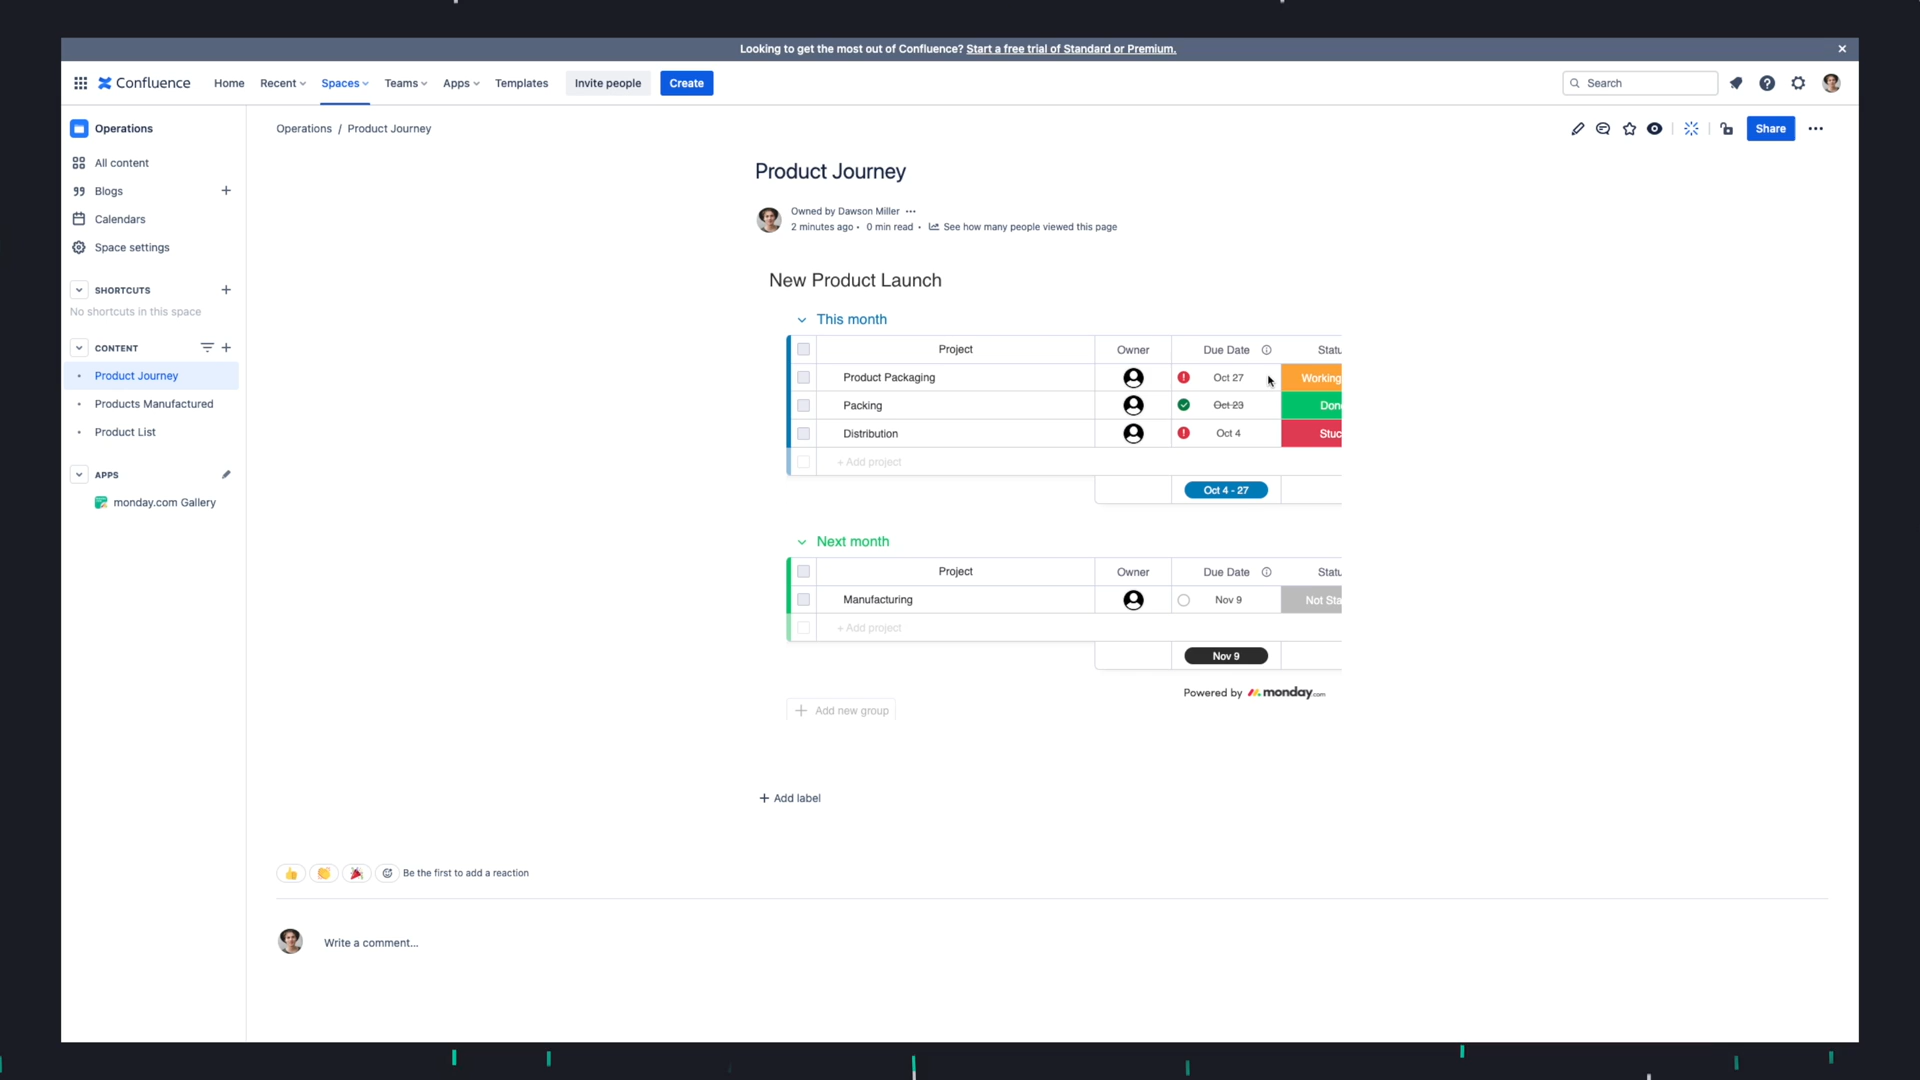 Looking to get the most out of Confluence? Start a free trial of Standard or Premium.
Confluence Home Recent Spaces Teams Apps Templates Invite people Create Search
Operations
All content
Blogs
Calendars
Space settings
SHORTCUTS
No shortcuts in this space
CONTENT
Product Journey
Products Manufactured
Product List
APPS
monday.com Gallery
Operations / Product Journey
Share
Product Journey
Owned by Dawson Miller
2 minutes ago • 0 min read • See how many people viewed this page
New Product Launch
This month
Project Owner Due Date Statu
Product Packaging Oct 27 Working
Packing Oct 23 Don
Distribution Oct 4 Stuc
+ Add project
Oct 4 - 27
Next month
Project Owner Due Date Statu
Manufacturing Nov 9 Not Sta
+ Add project
Nov 9
Powered by monday.com
+ Add new group
+ Add label
Be the first to add a reaction
Write a comment...